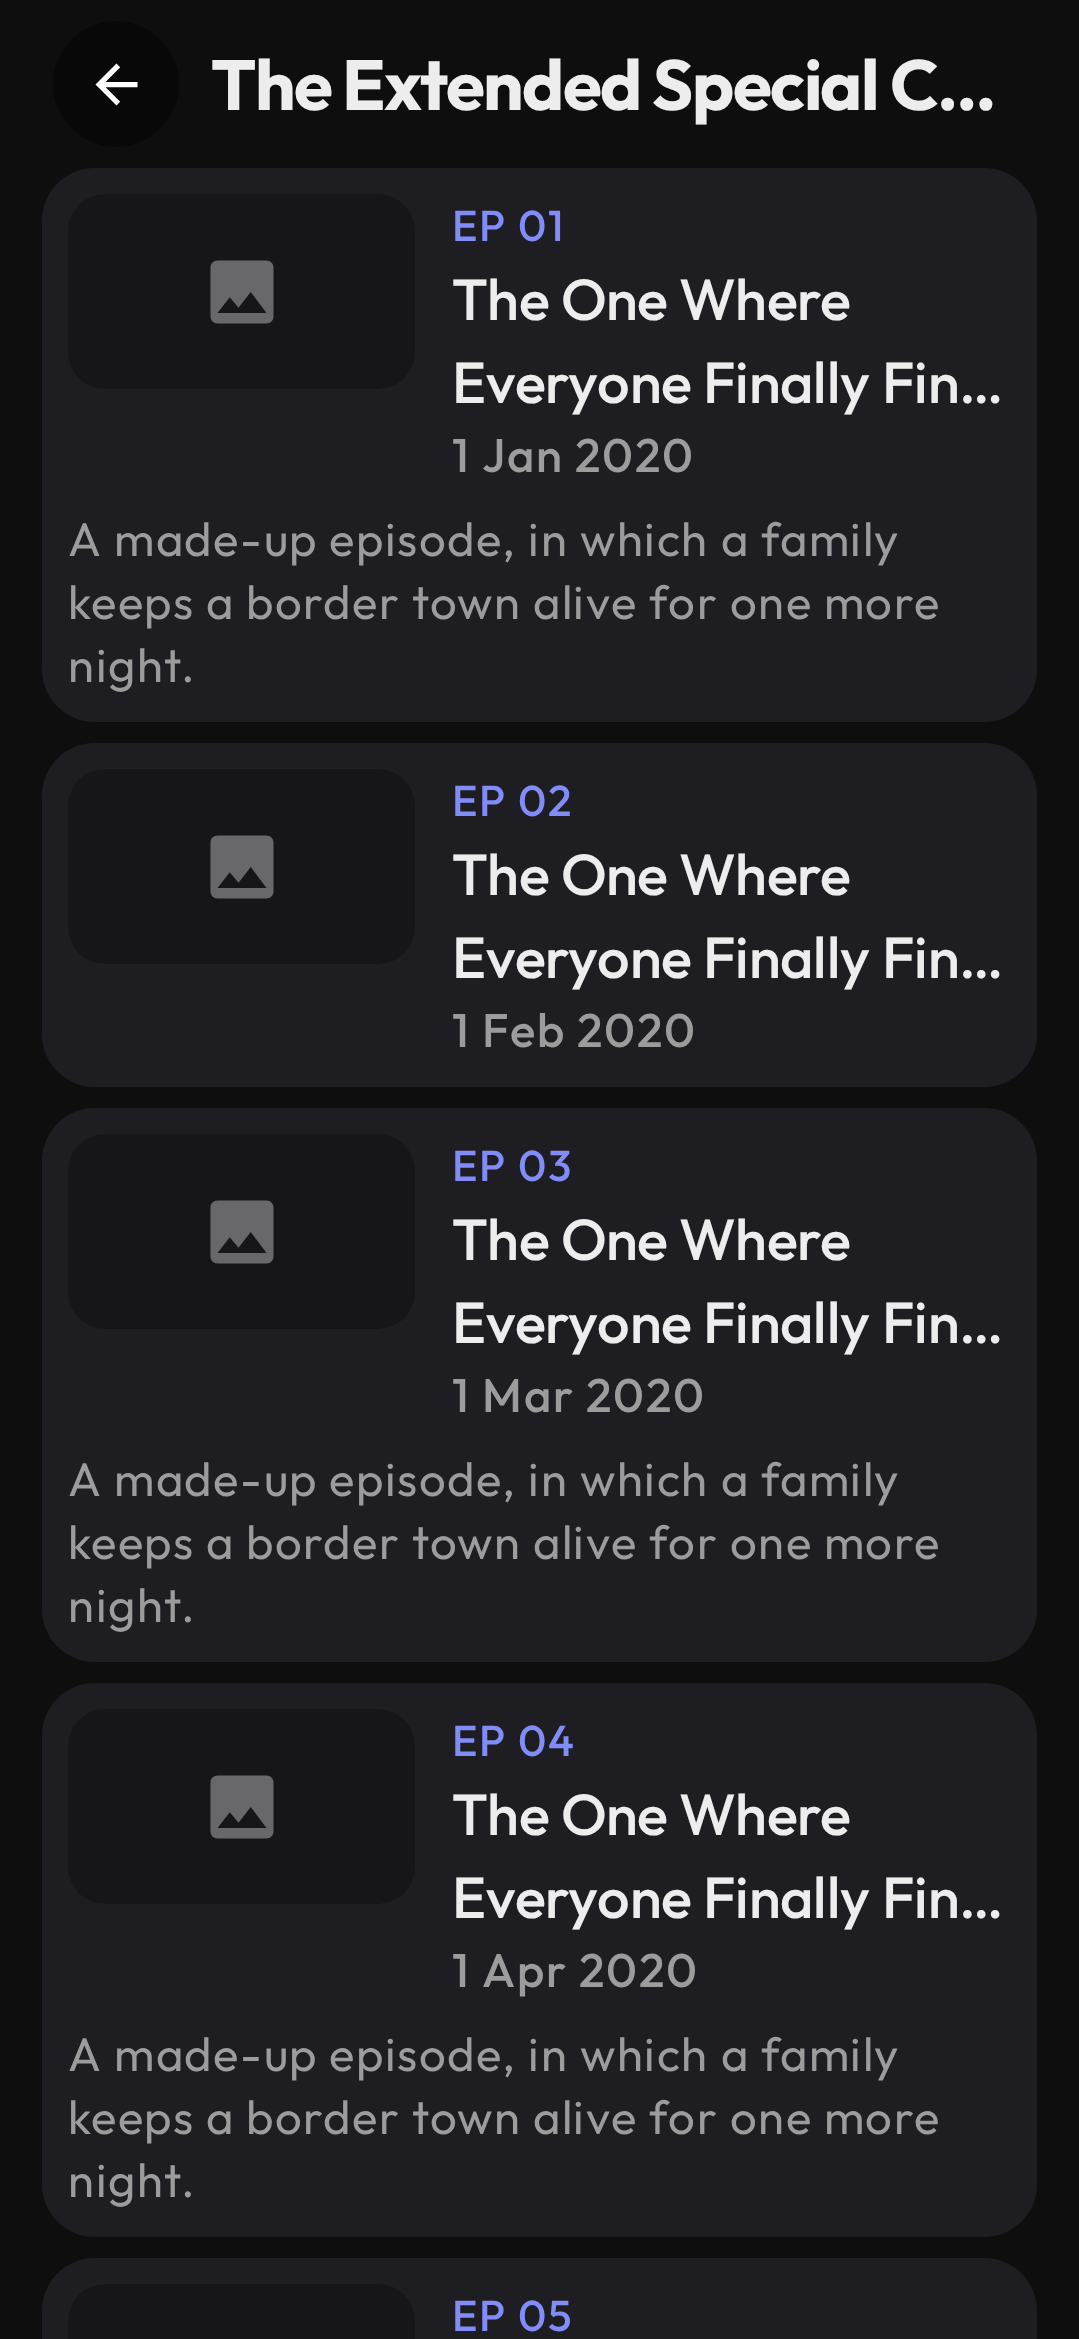 The Extended Special C...
EP 01
The One Where
Everyone Finally Fin...
1 Jan 2020
A made-up episode, in which a family
keeps a border town alive for one more
night.
EP 02
The One Where
Everyone Finally Fin...
1 Feb 2020
EP 03
The One Where
Everyone Finally Fin...
1 Mar 2020
A made-up episode, in which a family
keeps a border town alive for one more
night.
EP 04
The One Where
Everyone Finally Fin...
1 Apr 2020
A made-up episode, in which a family
keeps a border town alive for one more
night.
EP 05